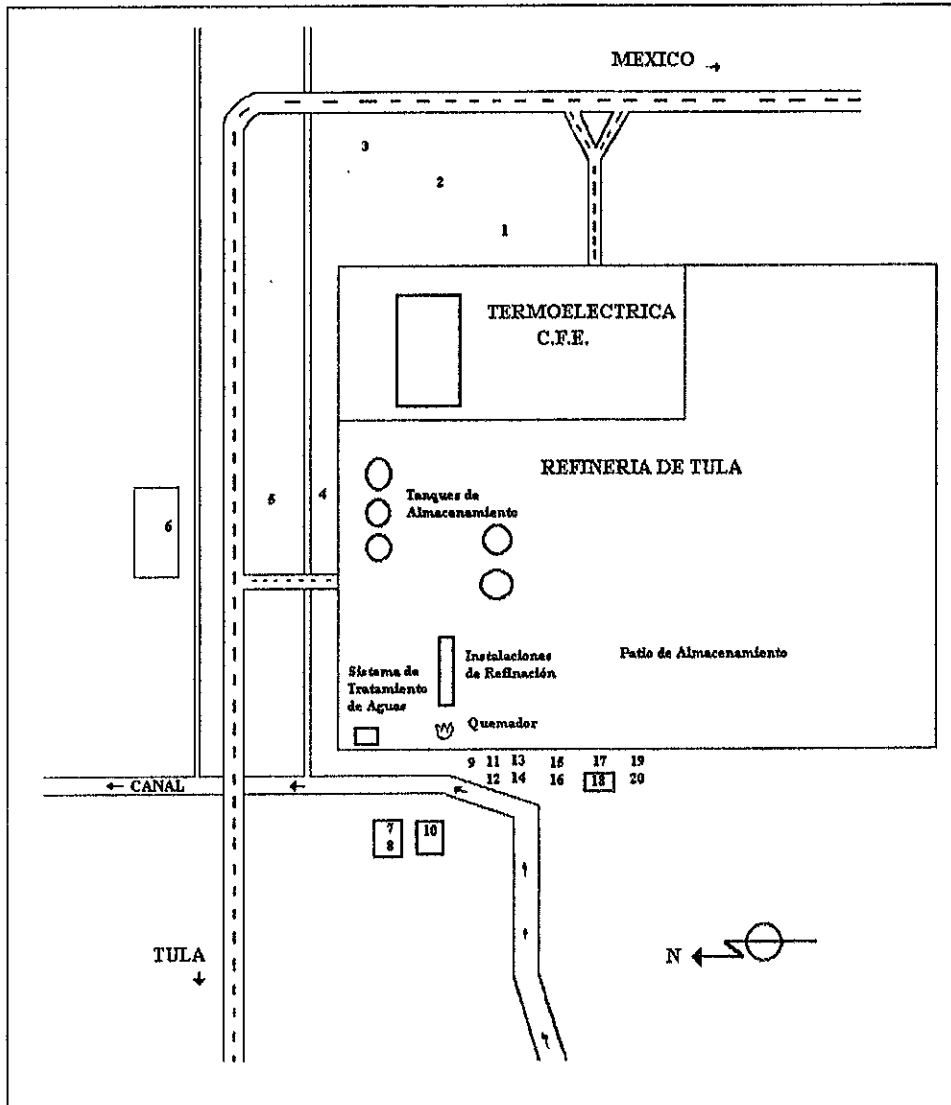 MEXICO
3
2
1
TERMOELECTRICA
C.F.E.
REFINERIA DE TULA
5
4
Tanques de
Almacenamiento
6
Instalaciones
de Refinación
Patio de Almacenamiento
Sistema de
Tratamiento
de Aguas
Quemador
9 11 13 15 17 19
12 14 16 18 20
CANAL
7
8
10
TULA
N